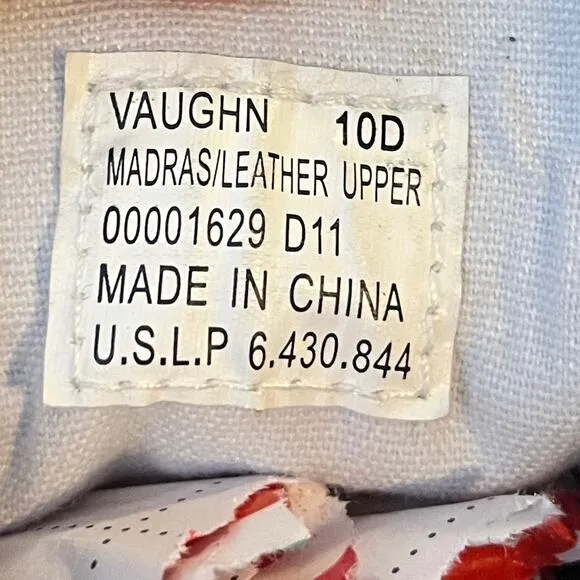 VAUGHN 10D
MADRAS/LEATHER UPPER
00001629 D11
MADE IN CHINA
U.S.L.P 6.430.844